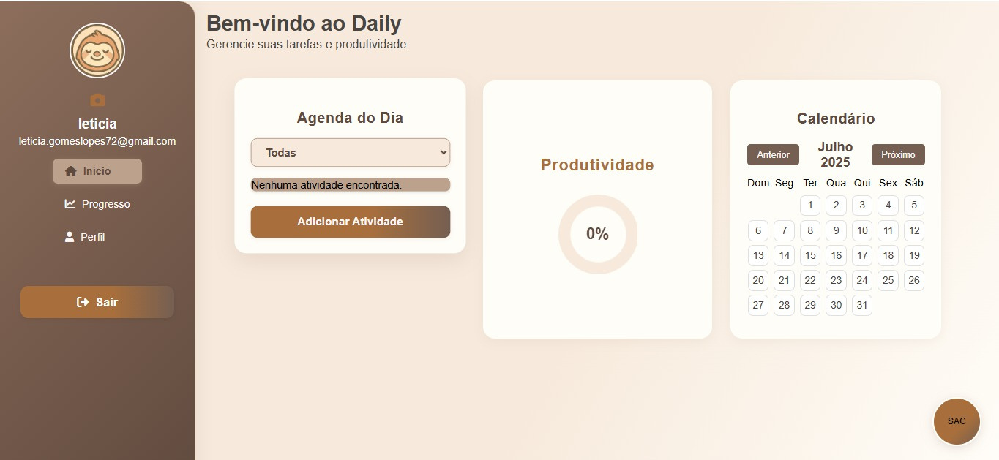 Bem-vindo ao Daily
Gerencie suas tarefas e produtividade
leticia
leticia.gomeslopes72@gmail.com
Início
Progresso
Perfil
Sair
Agenda do Dia
Todas
Nenhuma atividade encontrada.
Adicionar Atividade
Produtividade
0%
Calendário
Anterior
Julho
2025
Próximo
Dom Seg Ter Qua Qui Sex Sáb
1 2 3 4 5
6 7 8 9 10 11 12
13 14 15 16 17 18 19
20 21 22 23 24 25 26
27 28 29 30 31
SAC